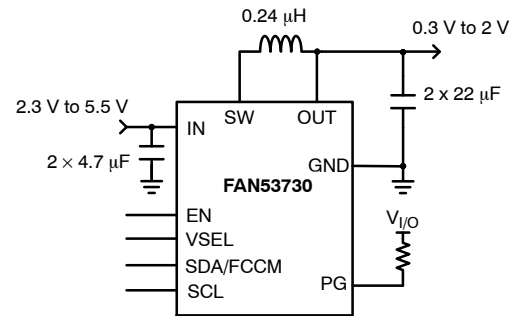 0.24 μH
0.3 V to 2 V
2.3 V to 5.5 V
SW
OUT
2 x 22 μF
IN
2 × 4.7 μF
GND
FAN53730
EN
V_I/O
VSEL
SDA/FCCM
PG
SCL